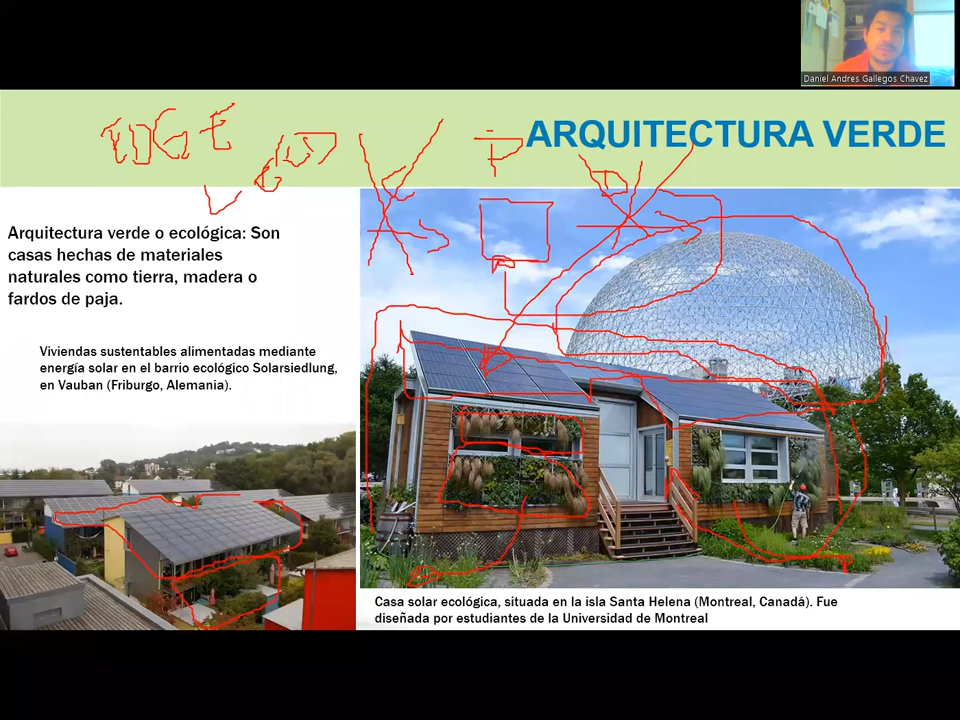 Daniel Andres Gallegos Chavez
ARQUITECTURA VERDE
Arquitectura verde o ecológica: Son
casas hechas de materiales
naturales como tierra, madera o
fardos de paja.
Viviendas sustentables alimentadas mediante
energía solar en el barrio ecológico Solarsiedlung,
en Vauban (Friburgo, Alemania).
Casa solar ecológica, situada en la isla Santa Helena (Montreal, Canadá). Fue
diseñada por estudiantes de la Universidad de Montreal